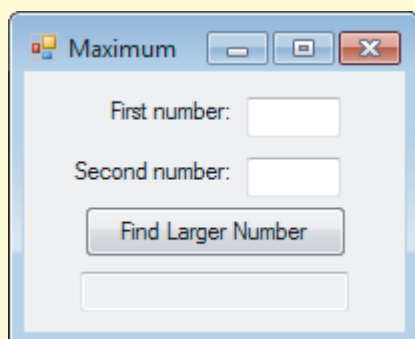 Maximum
First number:
Second number:
Find Larger Number